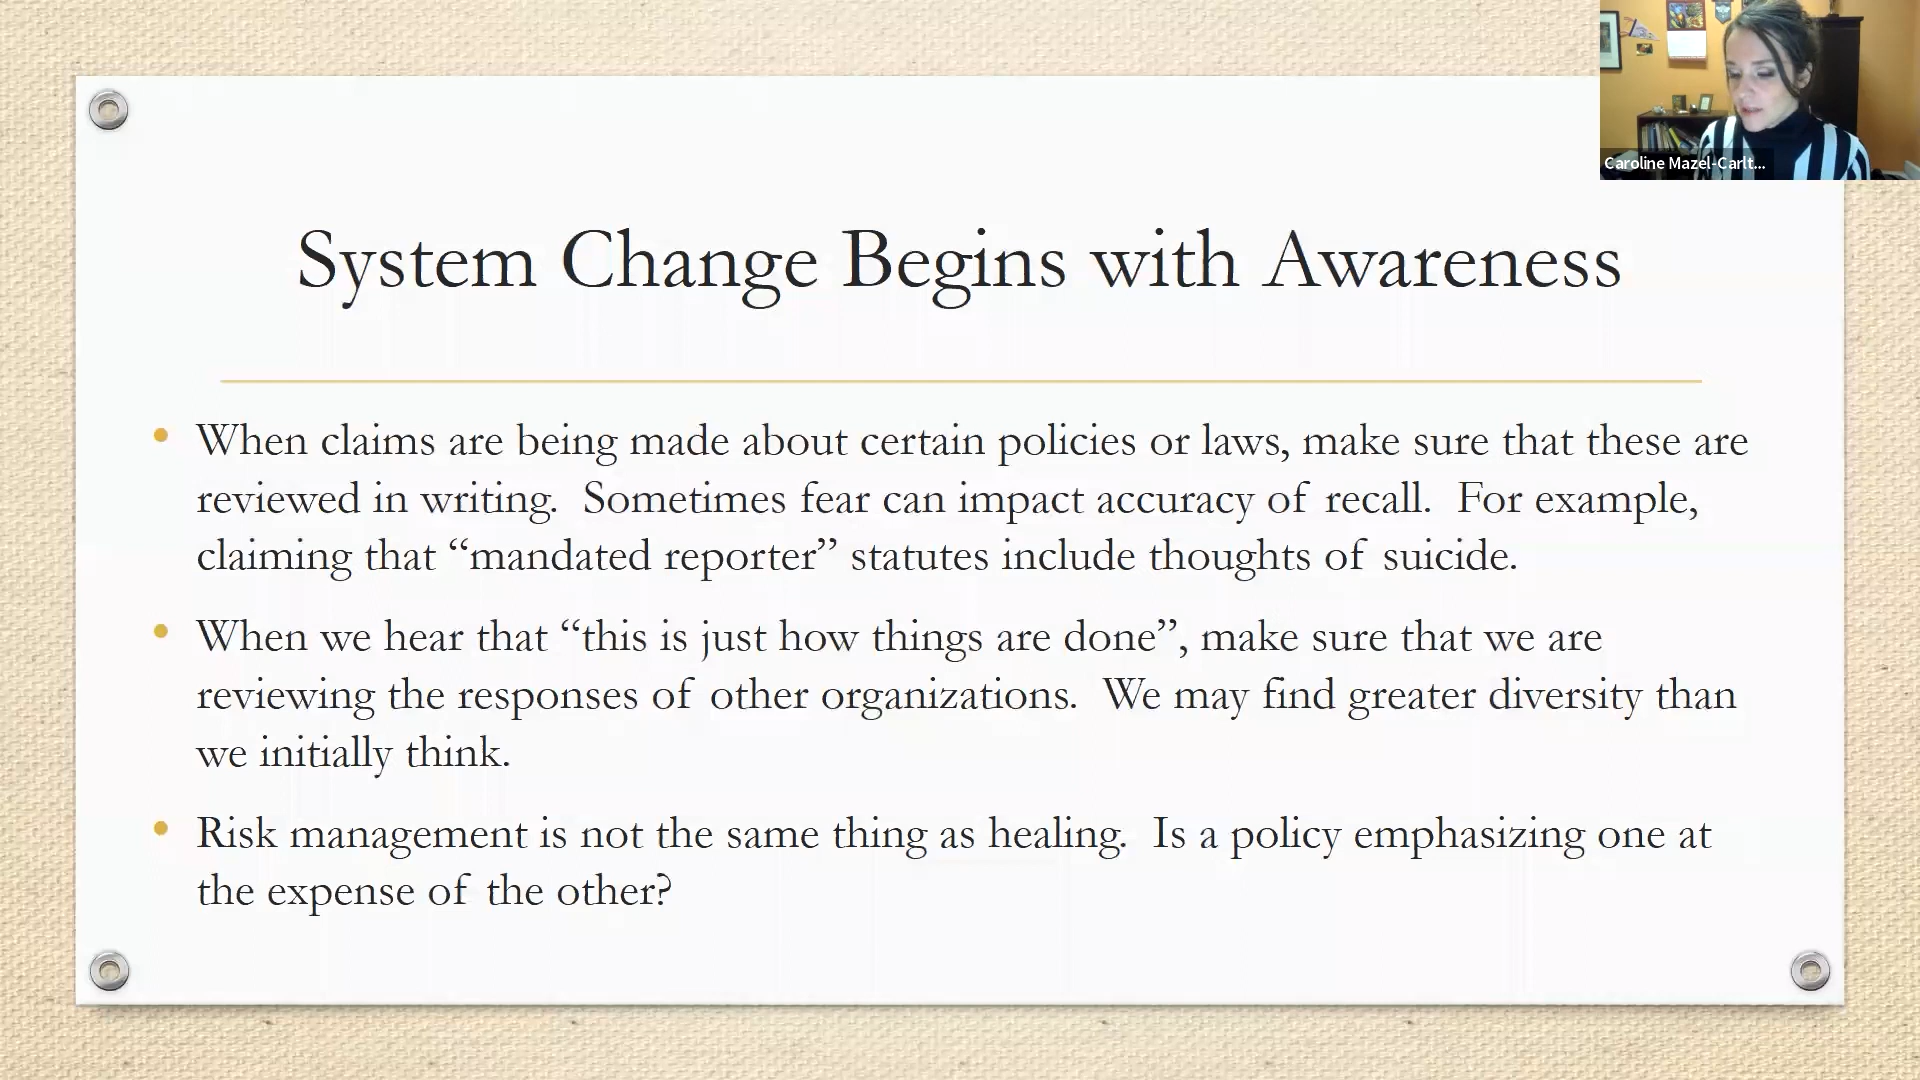 Caroline Mazel-Carlt...
System Change Begins with Awareness
• When claims are being made about certain policies or laws, make sure that these are
reviewed in writing.  Sometimes fear can impact accuracy of recall.  For example,
claiming that “mandated reporter” statutes include thoughts of suicide.
• When we hear that “this is just how things are done”, make sure that we are
reviewing the responses of other organizations.  We may find greater diversity than
we initially think.
• Risk management is not the same thing as healing.  Is a policy emphasizing one at
the expense of the other?